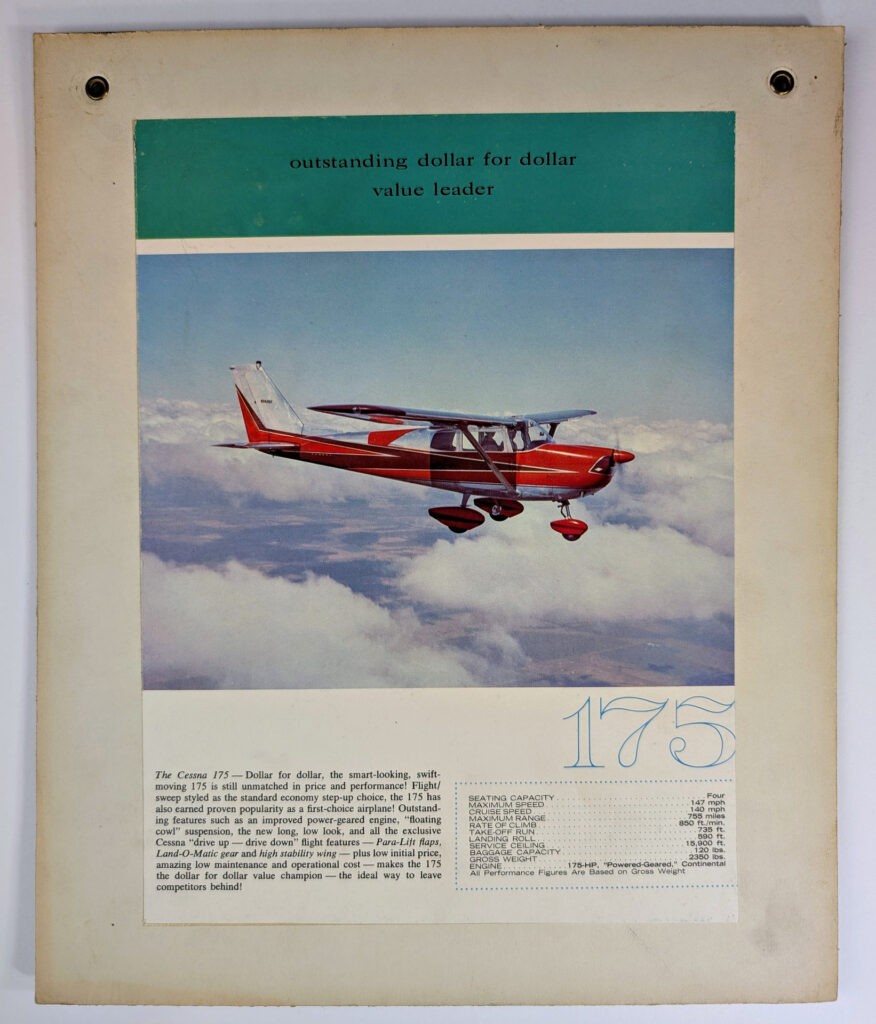 outstanding dollar for dollar
value leader
175
The Cessna 175 — Dollar for dollar, the smart-looking, swift-
moving 175 is still unmatched in price and performance! Flight/
sweep styled as the standard economy step-up choice, the 175 has
also earned proven popularity as a first-choice airplane! Outstand-
ing features such as an improved power-geared engine, “floating
cowl” suspension, the new long, low look, and all the exclusive
Cessna “drive up — drive down” flight features — Para-Lift flaps,
Land-O-Matic gear and high stability wing — plus low initial price,
amazing low maintenance and operational cost — makes the 175
the dollar for dollar value champion — the ideal way to leave
competitors behind!
SEATING CAPACITY Four
MAXIMUM SPEED 147 mph
CRUISE SPEED 140 mph
MAXIMUM RANGE 755 miles
RATE OF CLIMB 850 ft./min.
TAKE-OFF RUN 735 ft.
LANDING ROLL 590 ft.
SERVICE CEILING 15,900 ft.
BAGGAGE CAPACITY 120 lbs.
GROSS WEIGHT 2350 lbs.
ENGINE 175-HP, "Powered-Geared," Continental
All Performance Figures Are Based on Gross Weight